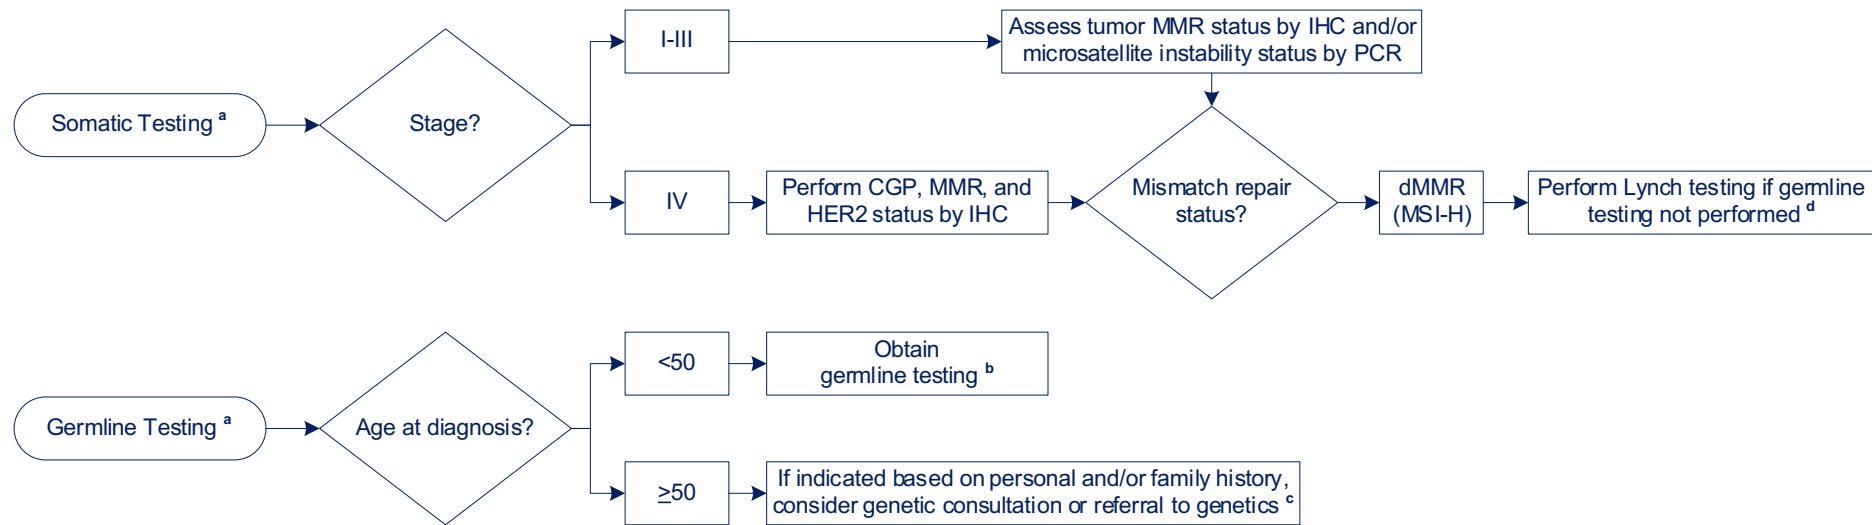 Somatic Testing a
Stage?
I-III
Assess tumor MMR status by IHC and/or
microsatellite instability status by PCR
IV
Perform CGP, MMR, and
HER2 status by IHC
Mismatch repair
status?
dMMR
(MSI-H)
Perform Lynch testing if germline
testing not performed d
Germline Testing a
Age at diagnosis?
<50
Obtain
germline testing b
≥50
If indicated based on personal and/or family history,
consider genetic consultation or referral to genetics c